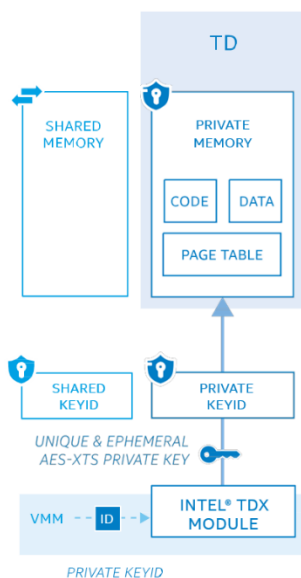 TD
SHARED
MEMORY
PRIVATE
MEMORY
CODE
DATA
PAGE TABLE
SHARED
KEYID
PRIVATE
KEYID
UNIQUE & EPHEMERAL
AES-XTS PRIVATE KEY
VMM
ID
INTEL® TDX
MODULE
PRIVATE KEYID